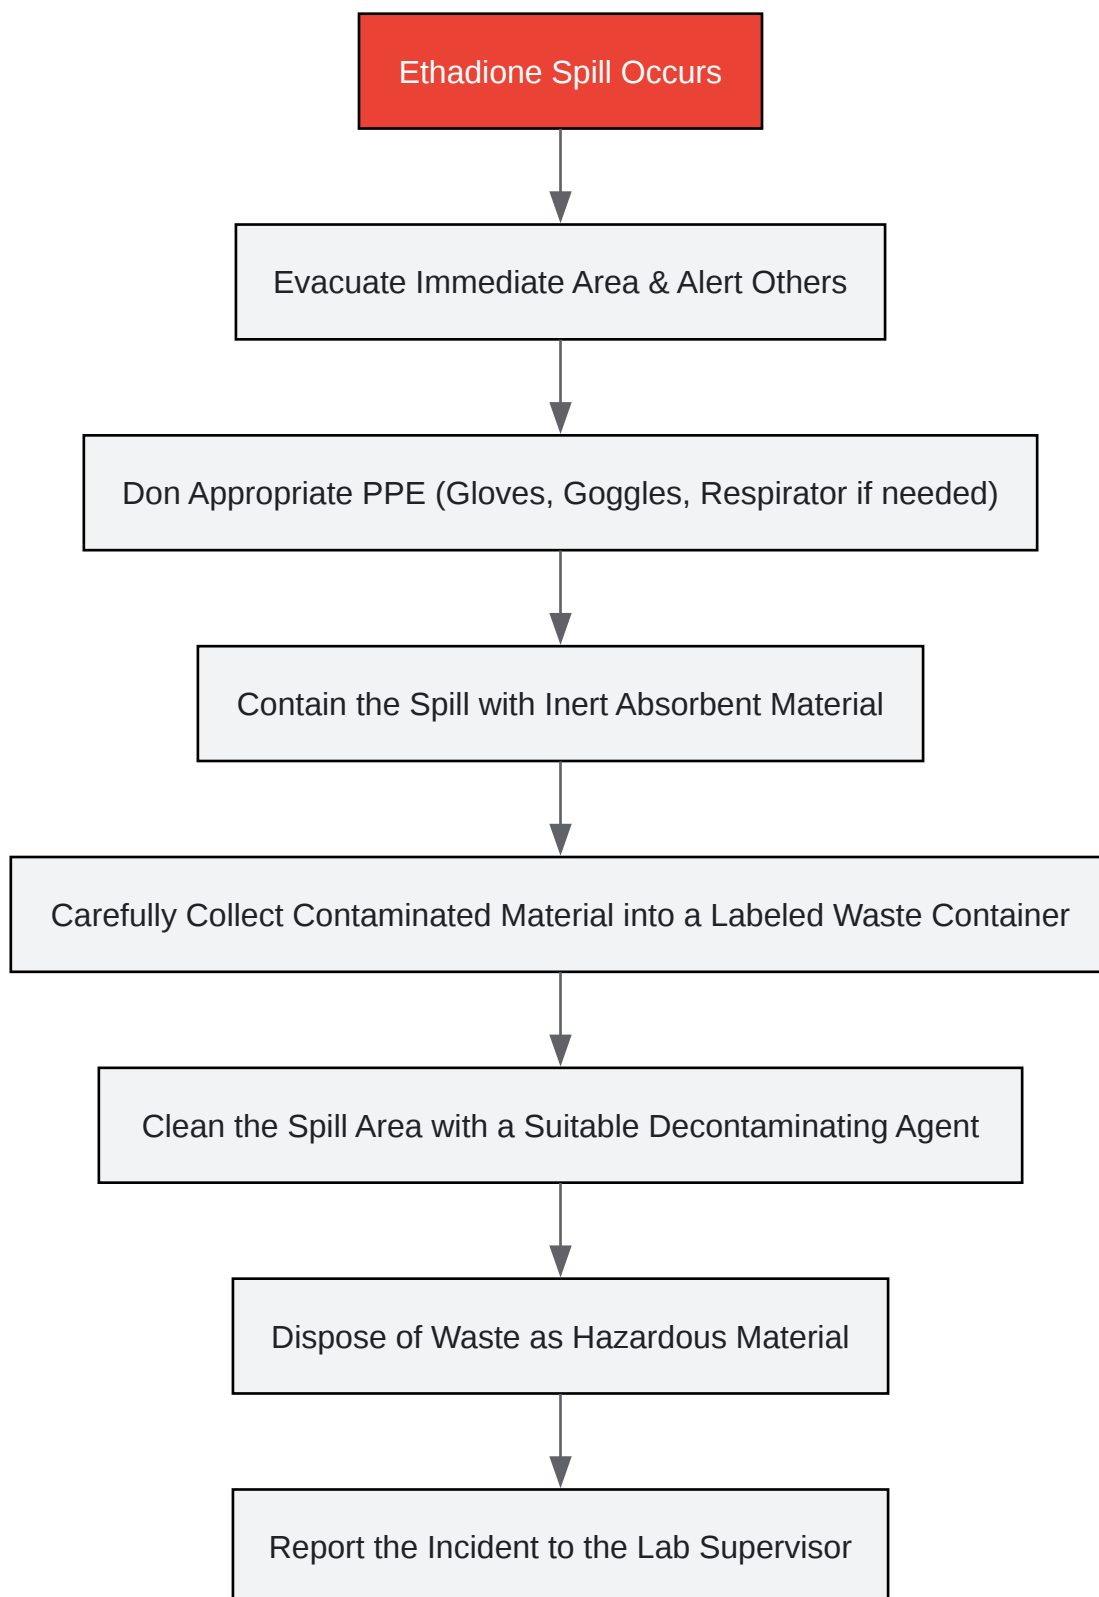 Ethadione Spill Occurs
Evacuate Immediate Area & Alert Others
Don Appropriate PPE (Gloves, Goggles, Respirator if needed)
Contain the Spill with Inert Absorbent Material
Carefully Collect Contaminated Material into a Labeled Waste Container
Clean the Spill Area with a Suitable Decontaminating Agent
Dispose of Waste as Hazardous Material
Report the Incident to the Lab Supervisor